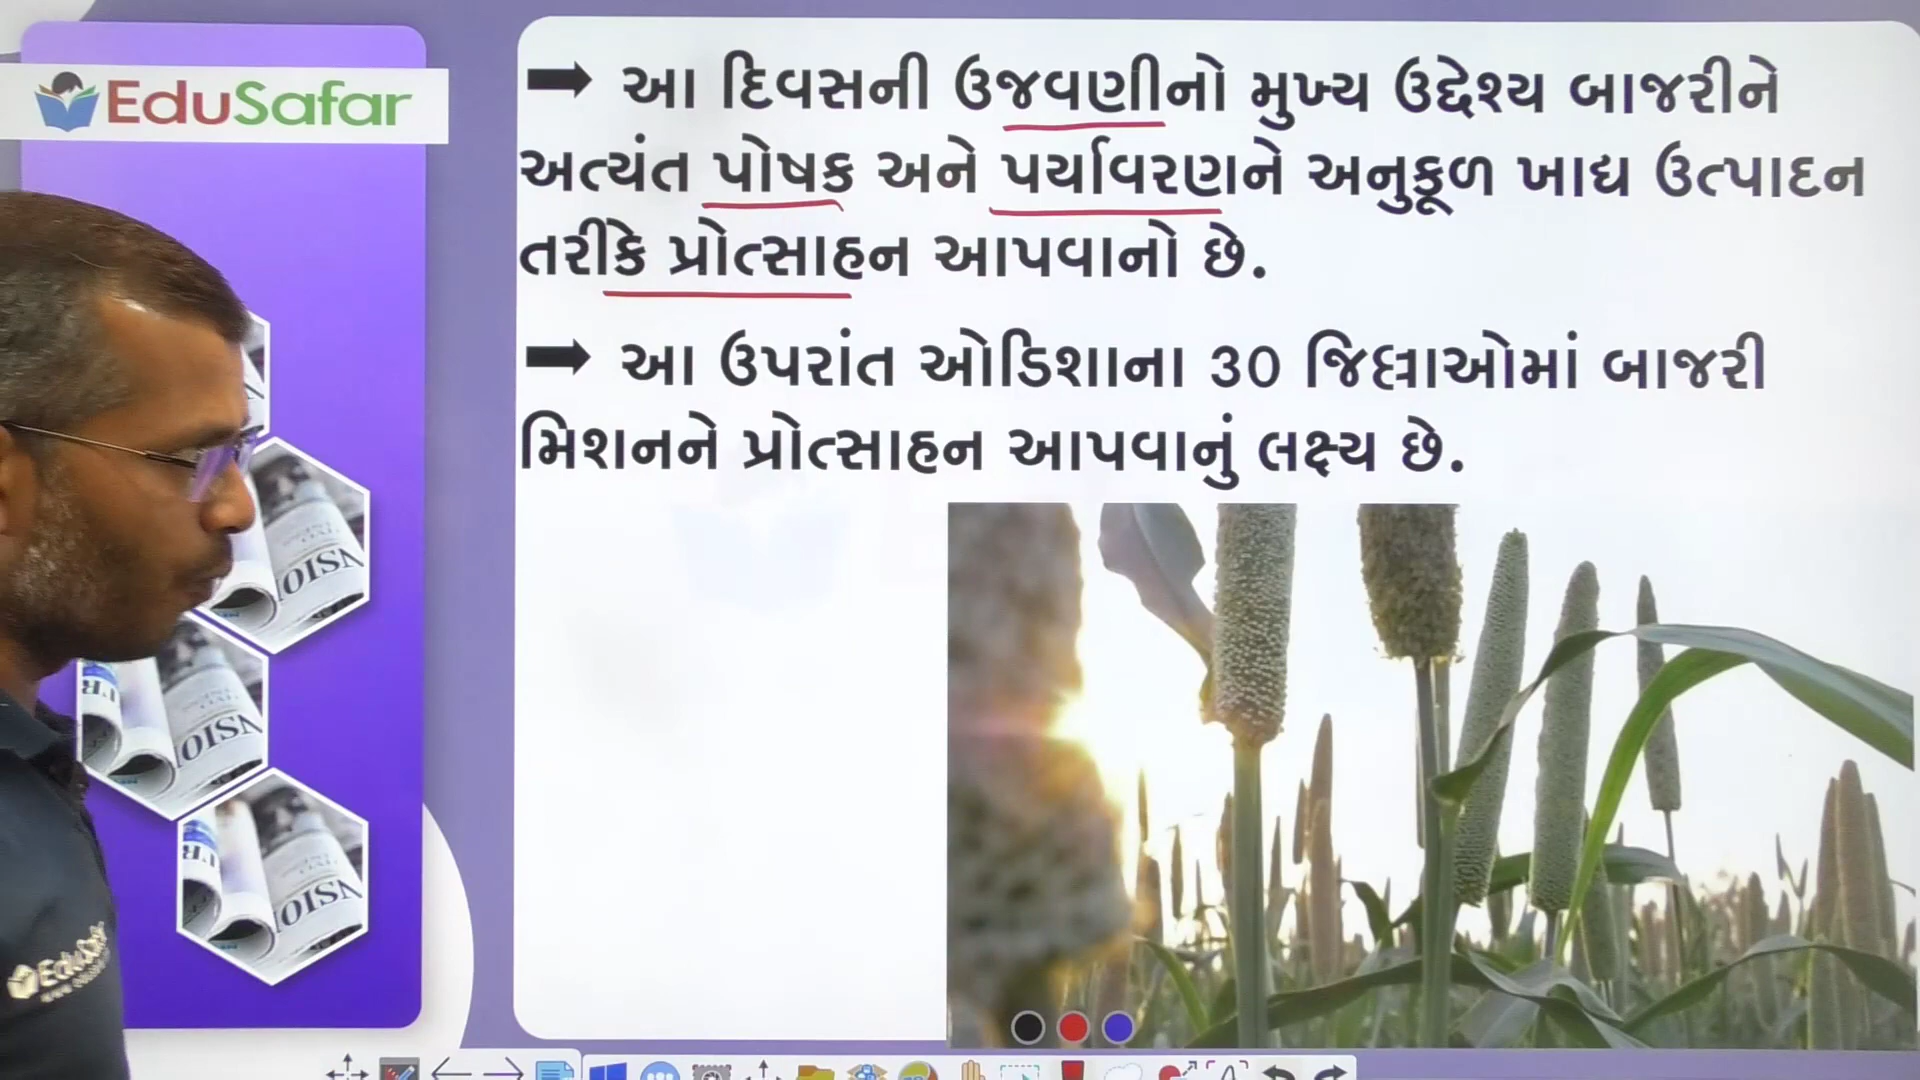 EduSafar
➡ આ દિવસની ઉજવણીનો મુખ્ય ઉદ્દેશ્ય બાજરીને
અત્યંત પોષક અને પર્યાવરણને અનુકૂળ ખાદ્ય ઉત્પાદન
તરીકે પ્રોત્સાહન આપવાનો છે.
➡ આ ઉપરાંત ઓડિશાના 30 જિલ્લાઓમાં બાજરી
મિશનને પ્રોત્સાહન આપવાનું લક્ષ્ય છે.
EduSafar